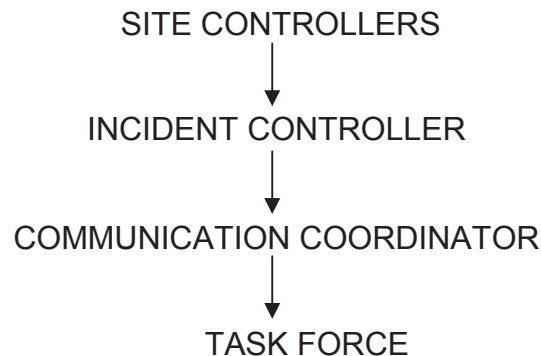 SITE CONTROLLERS
INCIDENT CONTROLLER
COMMUNICATION COORDINATOR
TASK FORCE